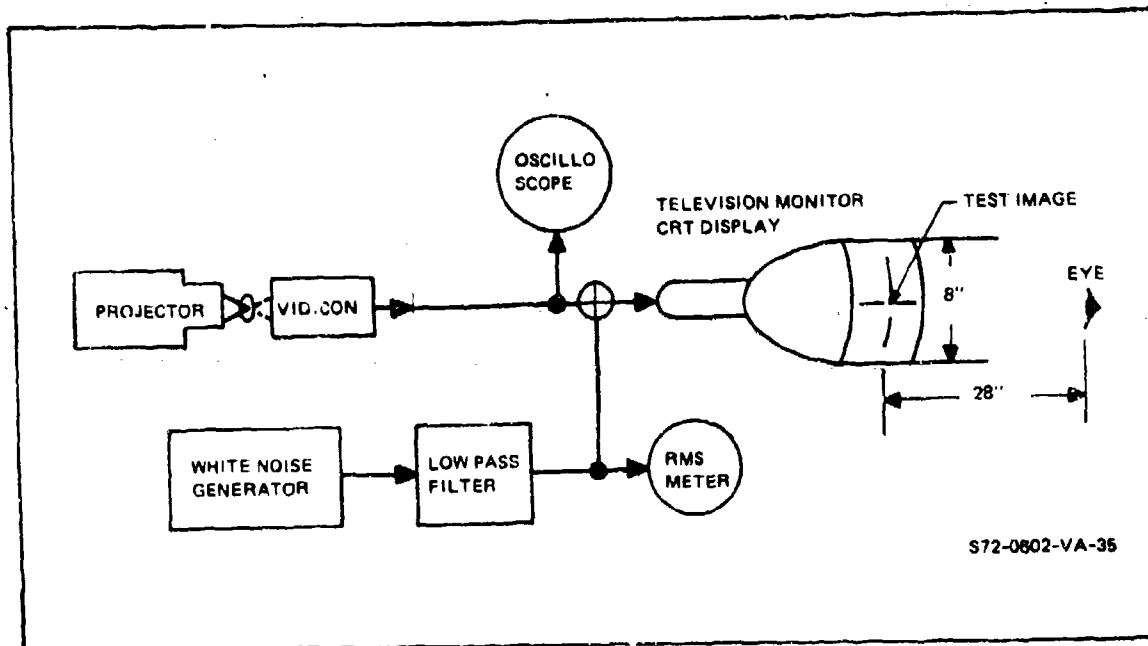 OSCILLO
SCOPE
TELEVISION MONITOR
CRT DISPLAY
TEST IMAGE
EYE
PROJECTOR
VID.CON
8"
28"
WHITE NOISE
GENERATOR
LOW PASS
FILTER
RMS
METER
S72-0602-VA-35